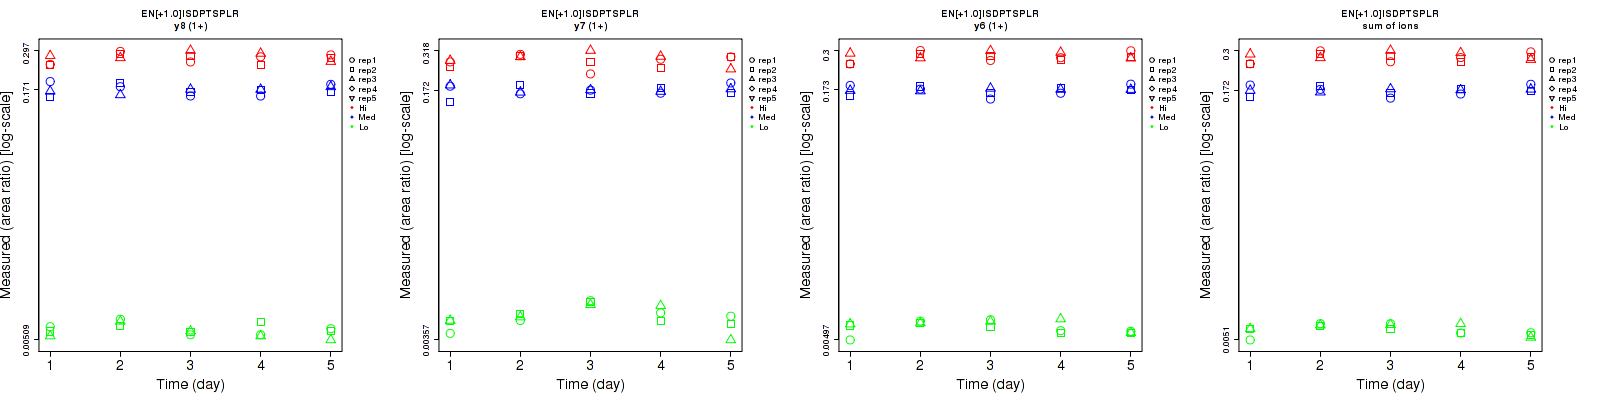 EN[+1.0]ISDPTSPLR
y8 (1+)
Measured (area ratio) [log-scale]
0.297
0.171
0.00509
1 2 3 4 5
Time (day)
rep1
rep2
rep3
rep4
rep5
Hi
Med
Lo
EN[+1.0]ISDPTSPLR
y7 (1+)
Measured (area ratio) [log-scale]
0.318
0.172
0.00357
1 2 3 4 5
Time (day)
rep1
rep2
rep3
rep4
rep5
Hi
Med
Lo
EN[+1.0]ISDPTSPLR
y6 (1+)
Measured (area ratio) [log-scale]
0.3
0.173
0.00497
1 2 3 4 5
Time (day)
rep1
rep2
rep3
rep4
rep5
Hi
Med
Lo
EN[+1.0]ISDPTSPLR
sum of ions
Measured (area ratio) [log-scale]
0.3
0.172
0.0051
1 2 3 4 5
Time (day)
rep1
rep2
rep3
rep4
rep5
Hi
Med
Lo